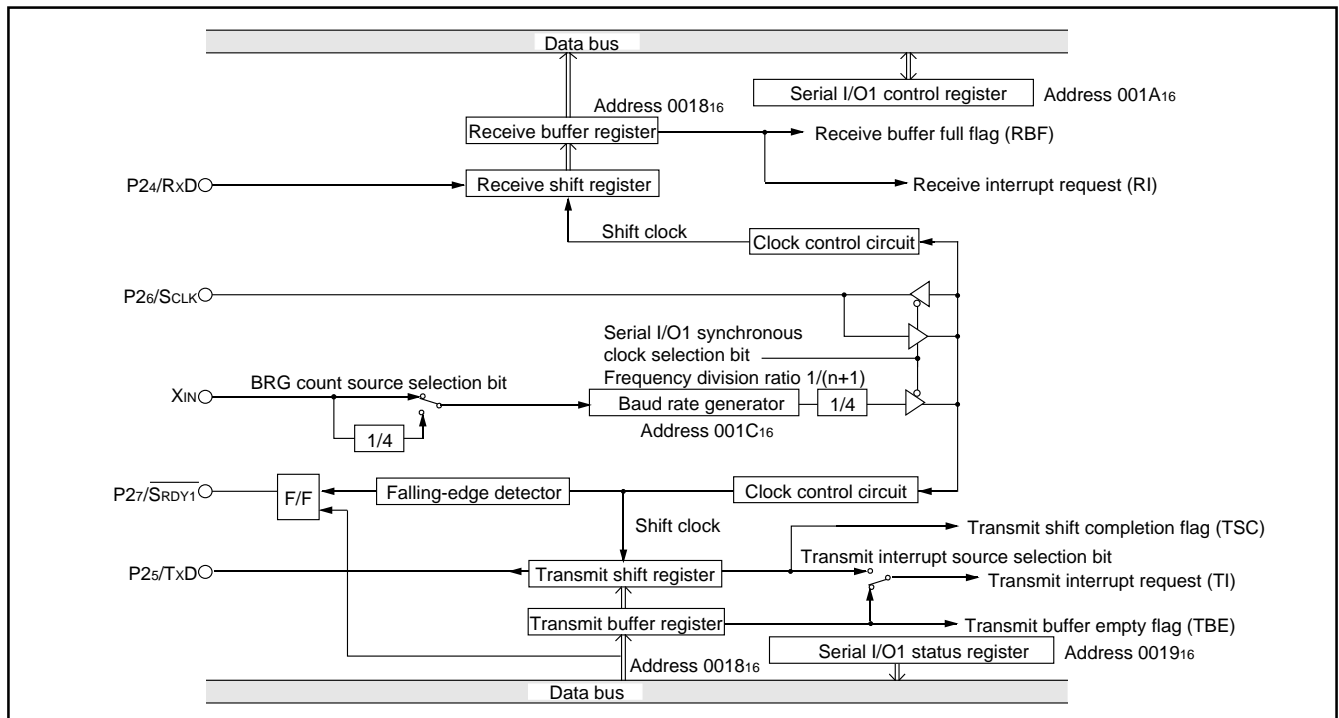 Data bus
Serial I/O1 control register Address 001A16
Address 001816
Receive buffer register Receive buffer full flag (RBF)
P24/RXD Receive shift register Receive interrupt request (RI)
Shift clock Clock control circuit
P26/SCLK
Serial I/O1 synchronous
clock selection bit
BRG count source selection bit Frequency division ratio 1/(n+1)
XIN Baud rate generator 1/4
1/4 Address 001C16
P27/SRDY1 F/F Falling-edge detector Clock control circuit
Shift clock Transmit shift completion flag (TSC)
Transmit interrupt source selection bit
P25/TXD Transmit shift register Transmit interrupt request (TI)
Transmit buffer register Transmit buffer empty flag (TBE)
Address 001816 Serial I/O1 status register Address 001916
Data bus